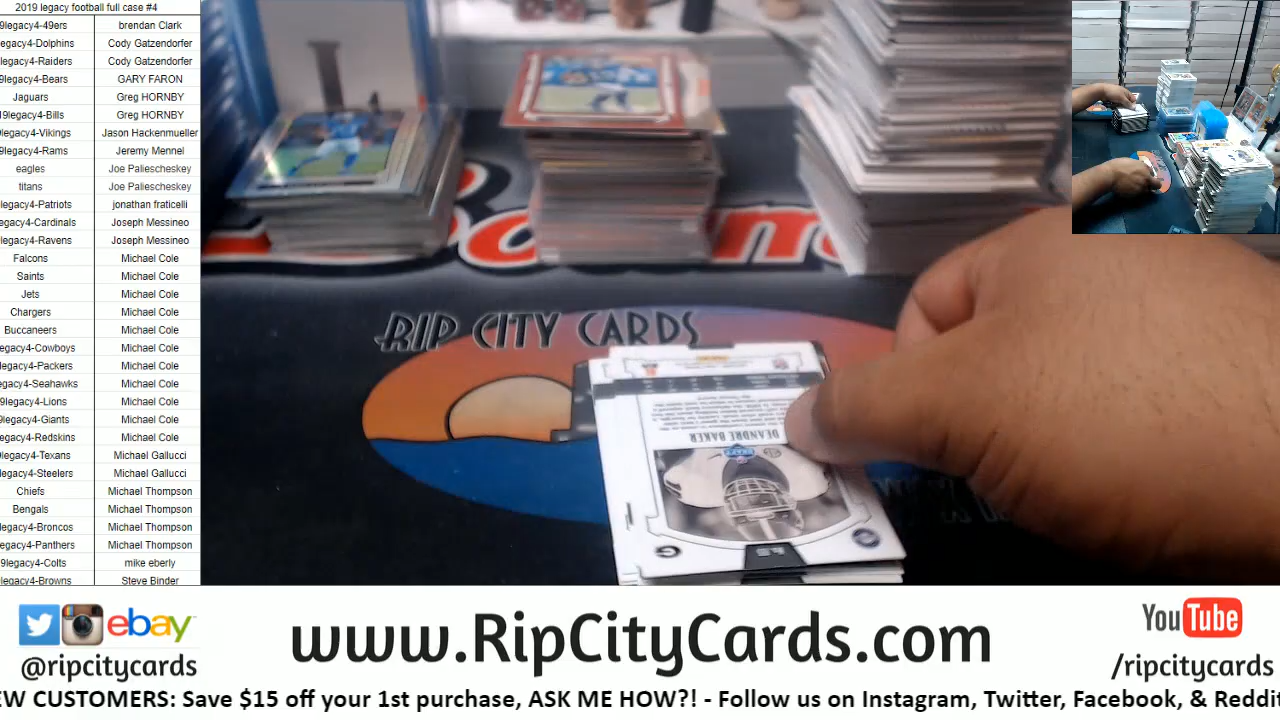 2019 legacy football full case #4
9legacy4-49ers brendan Clark
legacy4-Dolphins Cody Gatzendorfer
legacy4-Raiders Cody Gatzendorfer
9legacy4-Bears GARY FARON
Jaguars Greg HORNBY
19legacy4-Bills Greg HORNBY
9legacy4-Vikings Jason Hackenmueller
9legacy4-Rams Jeremy Mennel
eagles Joe Paliescheskey
titans Joe Paliescheskey
9legacy4-Patriots jonathan fraticelli
legacy4-Cardinals Joseph Messineo
legacy4-Ravens Joseph Messineo
Falcons Michael Cole
Saints Michael Cole
Jets Michael Cole
Chargers Michael Cole
Buccaneers Michael Cole
legacy4-Cowboys Michael Cole
legacy4-Packers Michael Cole
egacy4-Seahawks Michael Cole
9legacy4-Lions Michael Cole
legacy4-Giants Michael Cole
egacy4-Redskins Michael Cole
legacy4-Texans Michael Gallucci
legacy4-Steelers Michael Gallucci
Chiefs Michael Thompson
Bengals Michael Thompson
legacy4-Broncos Michael Thompson
egacy4-Panthers Michael Thompson
9legacy4-Colts mike eberly
legacy4-Browns Steve Binder
RIP CITY CARDS
DEANDRE BAKER
ebay
@ripcitycards
www.RipCityCards.com
YouTube
/ripcitycards
EW CUSTOMERS: Save $15 off your 1st purchase, ASK ME HOW?! - Follow us on Instagram, Twitter, Facebook, & Reddi